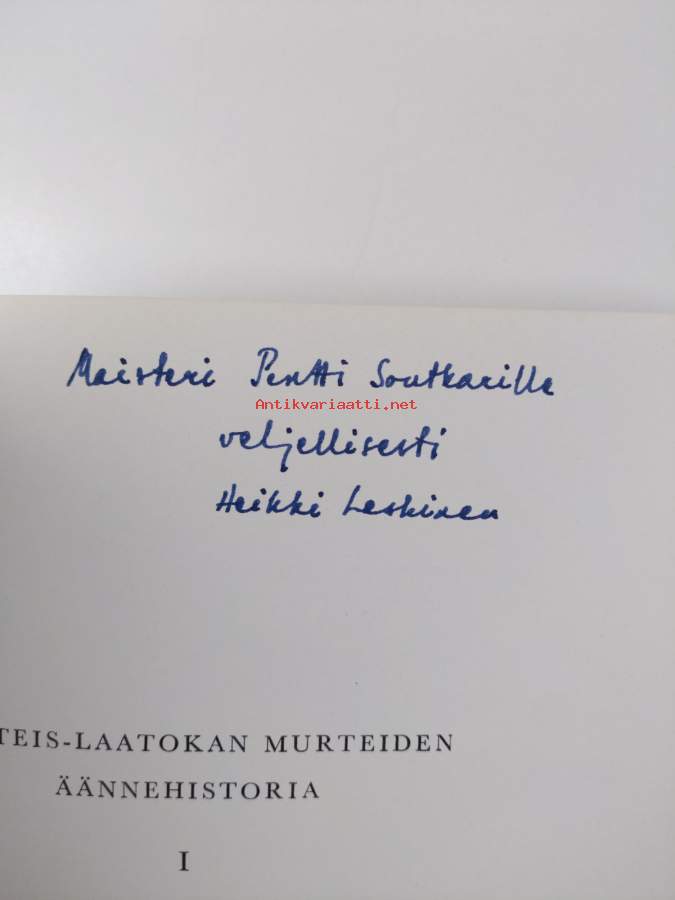 Maisteri Pentti Soutkarille
Antikvariaatti.net
veljellisesti
Heikki Leskinen
TEIS-LAATOKAN MURTEIDEN
ÄÄNNEHISTORIA
I